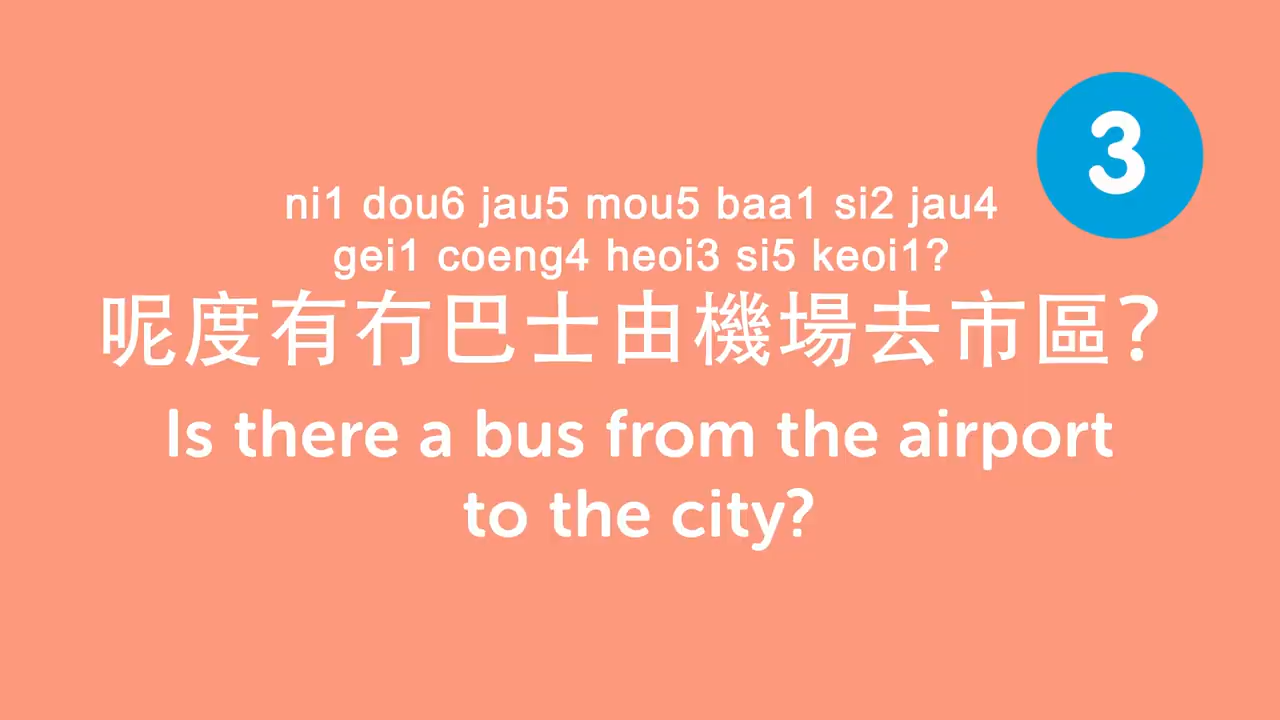 3
ni1 dou6 jau5 mou5 baa1 si2 jau4
gei1 coeng4 heoi3 si5 keoi1?
呢度有冇巴士由機場去市區?
Is there a bus from the airport
to the city?